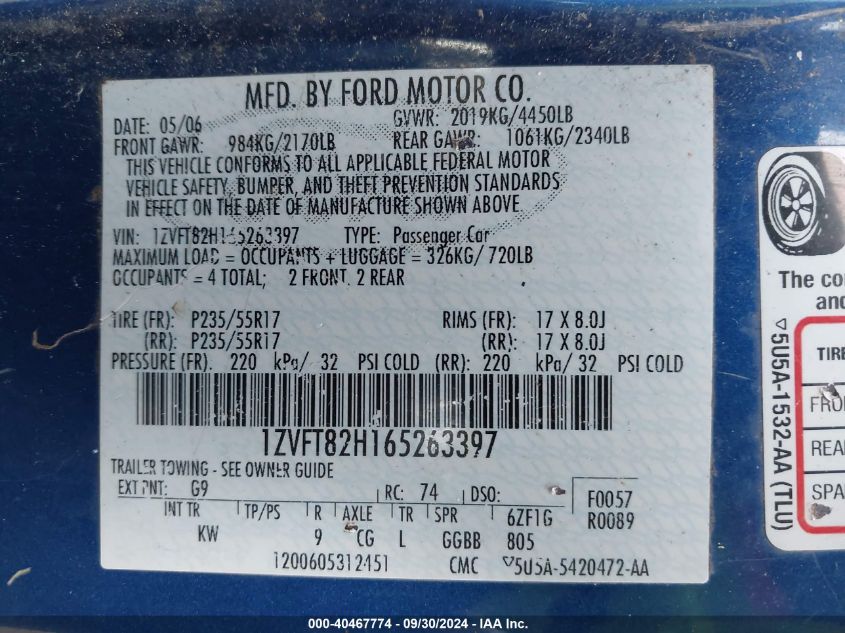 MFD. BY FORD MOTOR CO.
DATE: 05/06 GVWR: 2019KG/4450LB
FRONT GAWR: 984KG/2170LB REAR GAWR: 1061KG/2340LB
THIS VEHICLE CONFORMS TO ALL APPLICABLE FEDERAL MOTOR
VEHICLE SAFETY, BUMPER, AND THEFT PREVENTION STANDARDS
IN EFFECT ON THE DATE OF MANUFACTURE SHOWN ABOVE.
VIN: 1ZVFT82H165263397 TYPE: Passenger Car
MAXIMUM LOAD = OCCUPANTS + LUGGAGE = 326KG/720LB
OCCUPANTS = 4 TOTAL; 2 FRONT, 2 REAR
TIRE (FR): P235/55R17 RIMS (FR): 17 X 8.0J
(RR): P235/55R17 (RR): 17 X 8.0J
PRESSURE (FR): 220 kPa/ 32 PSI COLD (RR): 220 kPa/ 32 PSI COLD
1ZVFT82H165263397
TRAILER TOWING - SEE OWNER GUIDE
EXT PNT: G9 RC: 74 DSO: F0057
INT TR TP/PS R AXLE TR SPR 6ZF1G R0089
KW 9 CG L GGBB 805
1200605312451 CMC ▽5U5A-5420472-AA
The
and
▽5U5A-1532-AA (TLU)
TIRE
REAR
SPA
000-40467774 - 09/30/2024 - IAA Inc.